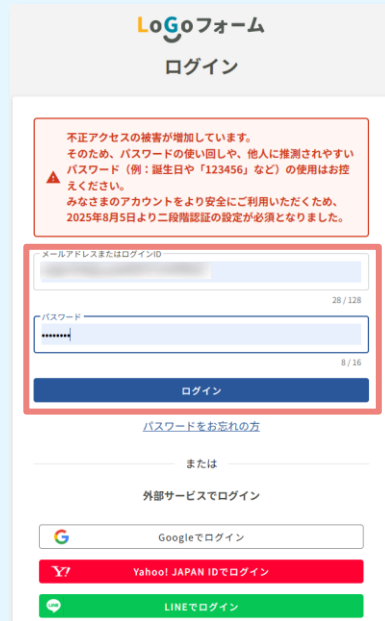 LoGoフォーム
ログイン
不正アクセスの被害が増加しています。
そのため、パスワードの使い回しや、他人に推測されやすい
パスワード（例：誕生日や「123456」など）の使用はお控
えください。
みなさまのアカウントをより安全にご利用いただくため、
2025年8月5日より二段階認証の設定が必須となりました。
メールアドレスまたはログインID
28 / 128
パスワード
••••••••
8 / 16
ログイン
パスワードをお忘れの方
または
外部サービスでログイン
Googleでログイン
Y! Yahoo! JAPAN IDでログイン
LINE LINEでログイン